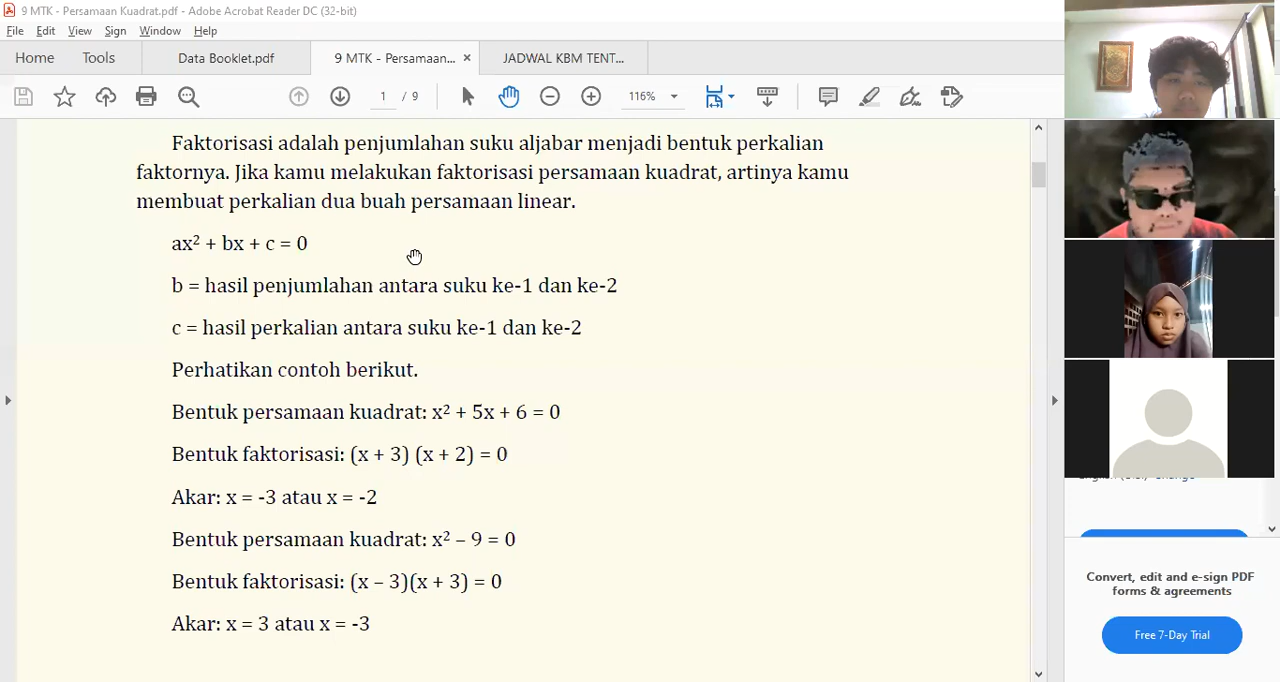 9 MTK - Persamaan Kuadrat.pdf - Adobe Acrobat Reader DC (32-bit)
File Edit View Sign Window Help
Home Tools Data Booklet.pdf 9 MTK - Persamaan... × JADWAL KBM TENT...
1 / 9 116%
Faktorisasi adalah penjumlahan suku aljabar menjadi bentuk perkalian
faktornya. Jika kamu melakukan faktorisasi persamaan kuadrat, artinya kamu
membuat perkalian dua buah persamaan linear.
ax² + bx + c = 0
b = hasil penjumlahan antara suku ke-1 dan ke-2
c = hasil perkalian antara suku ke-1 dan ke-2
Perhatikan contoh berikut.
Bentuk persamaan kuadrat: x² + 5x + 6 = 0
Bentuk faktorisasi: (x + 3) (x + 2) = 0
Akar: x = -3 atau x = -2
Bentuk persamaan kuadrat: x² – 9 = 0
Bentuk faktorisasi: (x – 3)(x + 3) = 0
Akar: x = 3 atau x = -3
Convert, edit and e-sign PDF
forms & agreements
Free 7-Day Trial